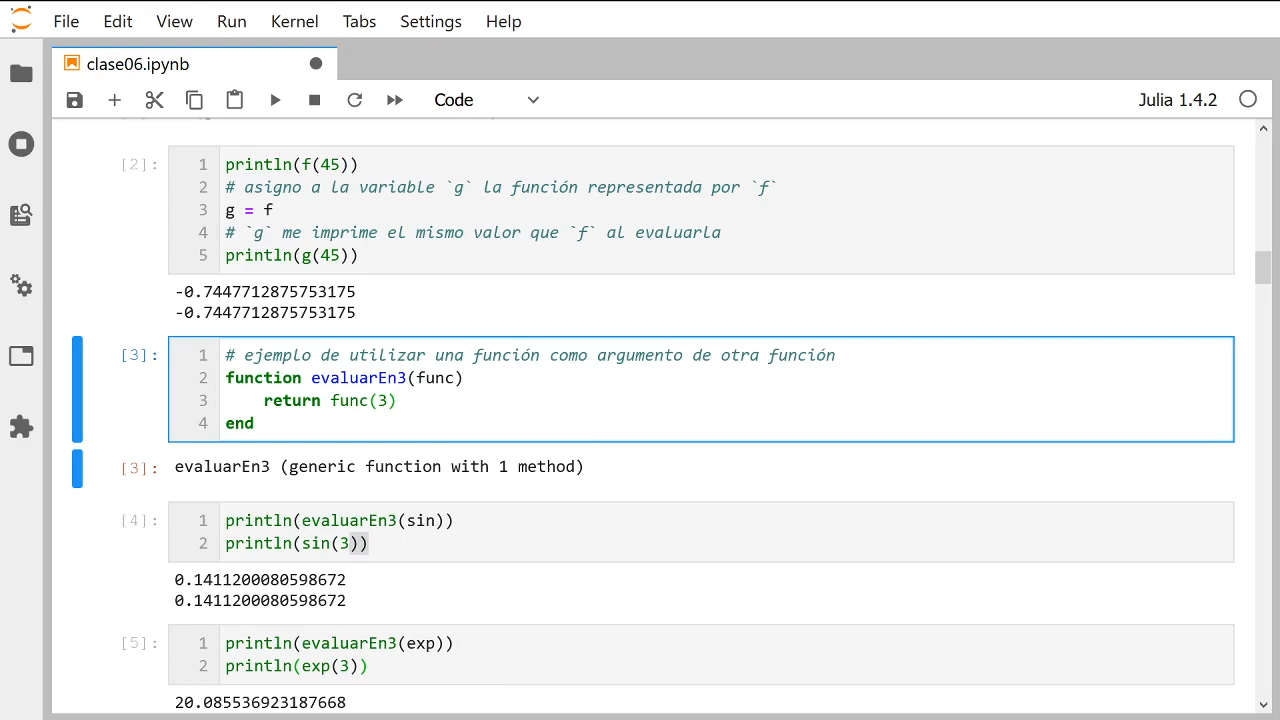 File Edit View Run Kernel Tabs Settings Help
clase06.ipynb
Code
Julia 1.4.2
[2]:
1 println(f(45))
2 # asigno a la variable `g` la función representada por `f`
3 g = f
4 # `g` me imprime el mismo valor que `f` al evaluarla
5 println(g(45))
-0.7447712875753175
-0.7447712875753175
[3]:
1 # ejemplo de utilizar una función como argumento de otra función
2 function evaluarEn3(func)
3     return func(3)
4 end
[3]: evaluarEn3 (generic function with 1 method)
[4]:
1 println(evaluarEn3(sin))
2 println(sin(3))
0.1411200080598672
0.1411200080598672
[5]:
1 println(evaluarEn3(exp))
2 println(exp(3))
20.085536923187668